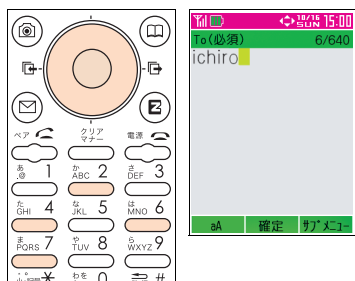 ペア クリア マナー 電源
あ .@ 1 か ABC 2 さ DEF 3
た GHI 4 な JKL 5 は MNO 6
ま PQRS 7 や TUV 8 ら WXYZ 9
わを 0 #
10/16 SUN 15:00
To(必須) 6/640
ichiro
aA 確定 ｻﾌﾞﾒﾆｭｰ